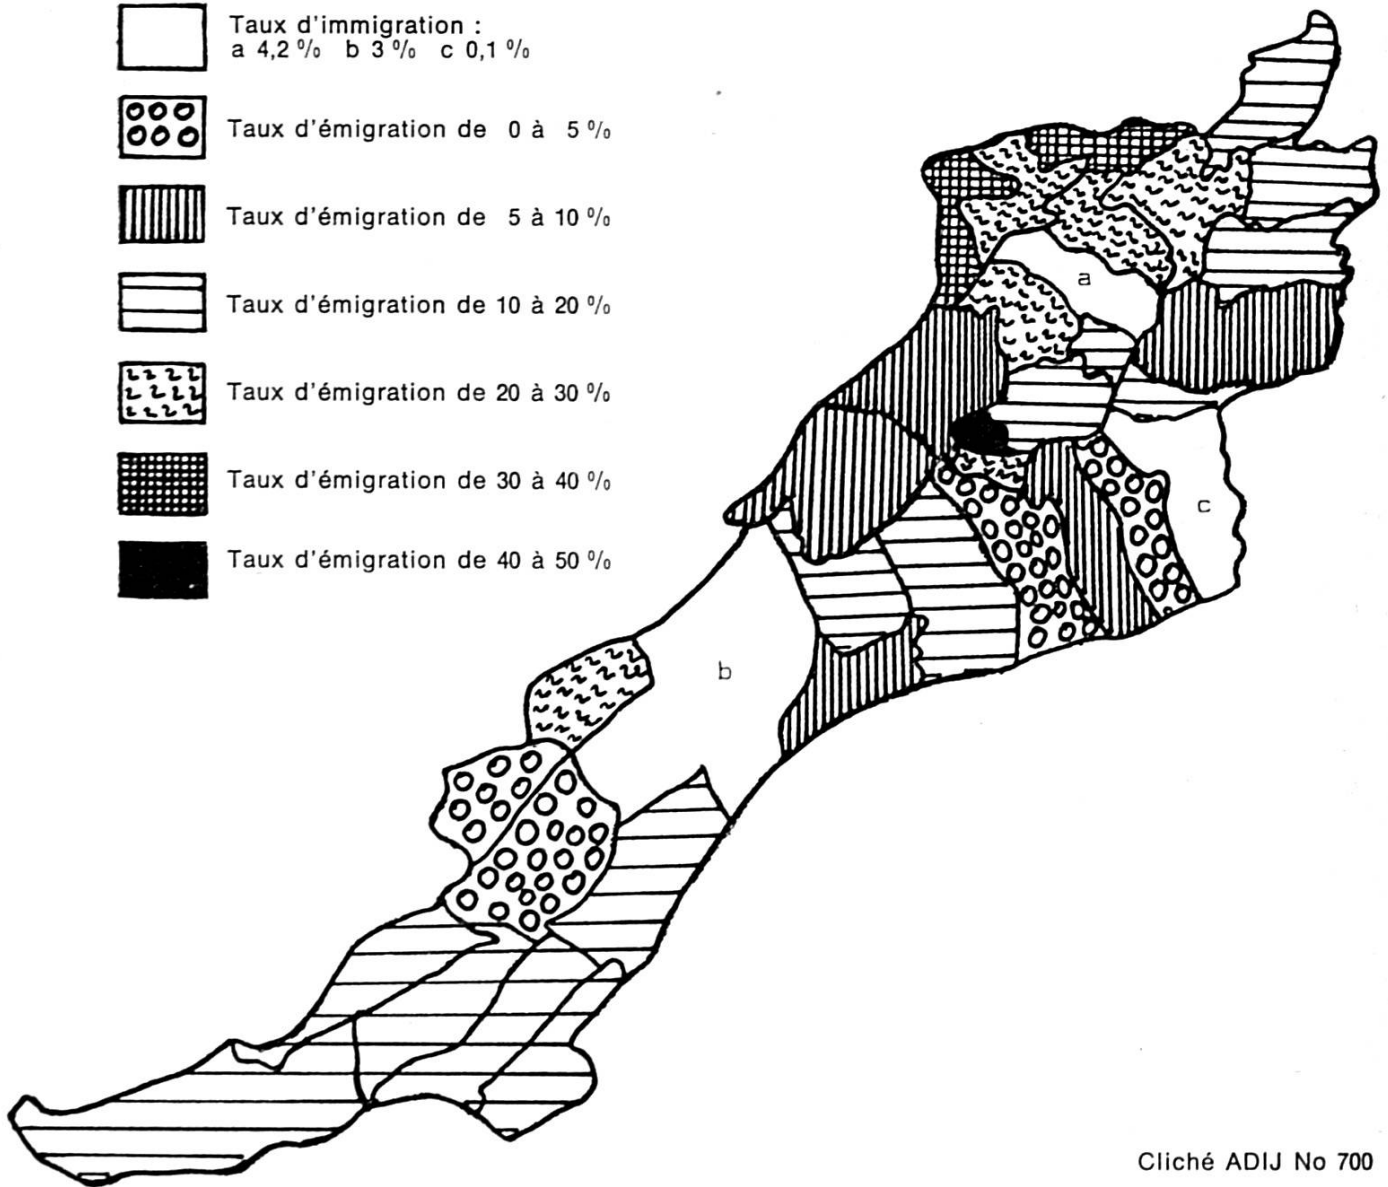 Taux d'immigration :
a 4,2 % b 3 % c 0,1 %
Taux d'émigration de 0 à 5 %
Taux d'émigration de 5 à 10 %
Taux d'émigration de 10 à 20 %
Taux d'émigration de 20 à 30 %
Taux d'émigration de 30 à 40 %
Taux d'émigration de 40 à 50 %
a
c
b
Cliché ADIJ No 700